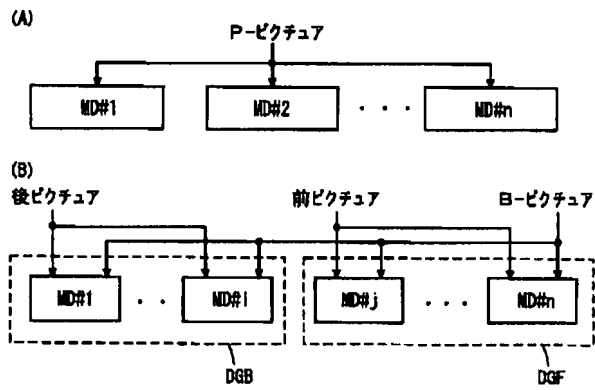 (A)
P-ピクチュア
MD#1 MD#2 ・・・ MD#n
(B)
後ピクチュア 前ピクチュア B-ピクチュア
MD#1 ・・ MD#i MD#j ・・・ MD#n
DGB DGF